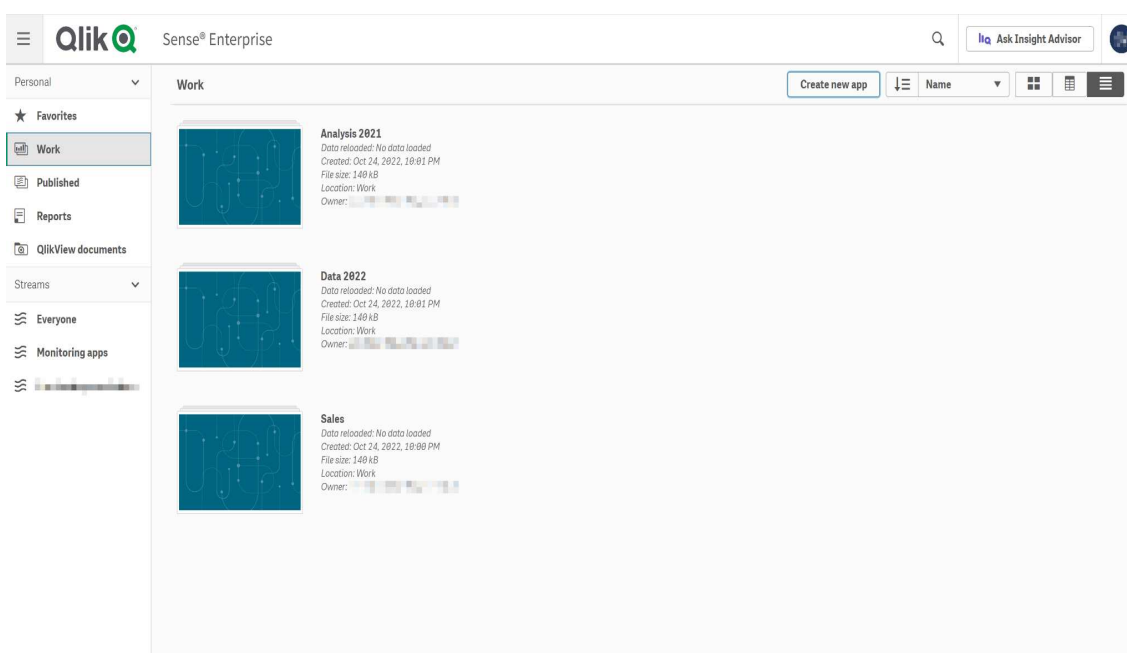 Qlik Q
Sense® Enterprise
Ask Insight Advisor
Personal
Work
Create new app
Name
Favorites
Work
Published
Reports
QlikView documents
Streams
Everyone
Monitoring apps
Analysis 2021
Data reloaded: No data loaded
Created: Oct 24, 2022, 10:01 PM
File size: 140 kB
Location: Work
Owner:
Data 2022
Data reloaded: No data loaded
Created: Oct 24, 2022, 10:01 PM
File size: 140 kB
Location: Work
Owner:
Sales
Data reloaded: No data loaded
Created: Oct 24, 2022, 10:00 PM
File size: 140 kB
Location: Work
Owner: